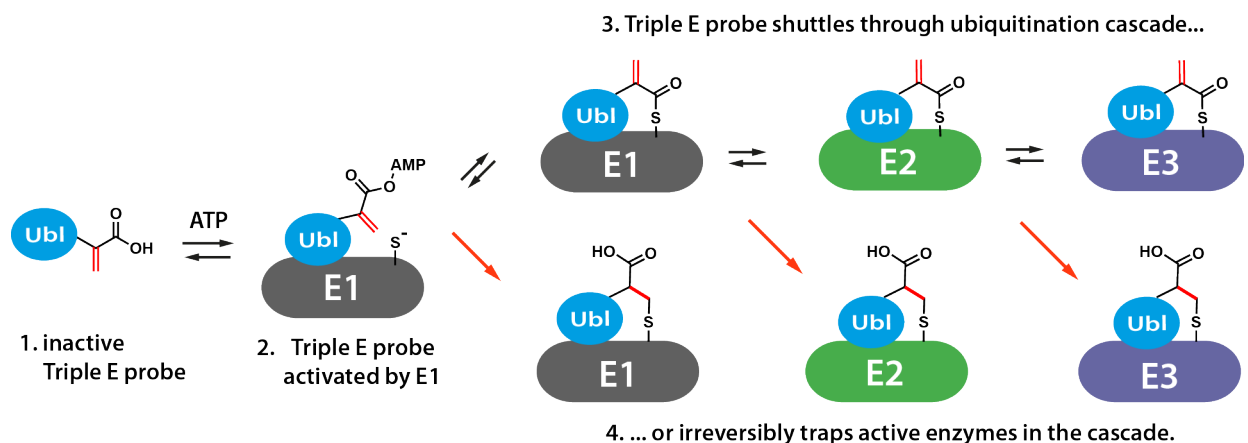 3. Triple E probe shuttles through ubiquitination cascade...
O
Ubl
S
E1
O
Ubl
S
E2
O
Ubl
S
E3
AMP
O
O
Ubl
S-
E1
ATP
Ubl
O
OH
HO
O
Ubl
S
E1
HO
O
Ubl
S
E2
HO
O
Ubl
S
E3
1. inactive
Triple E probe
2. Triple E probe
activated by E1
4. ... or irreversibly traps active enzymes in the cascade.